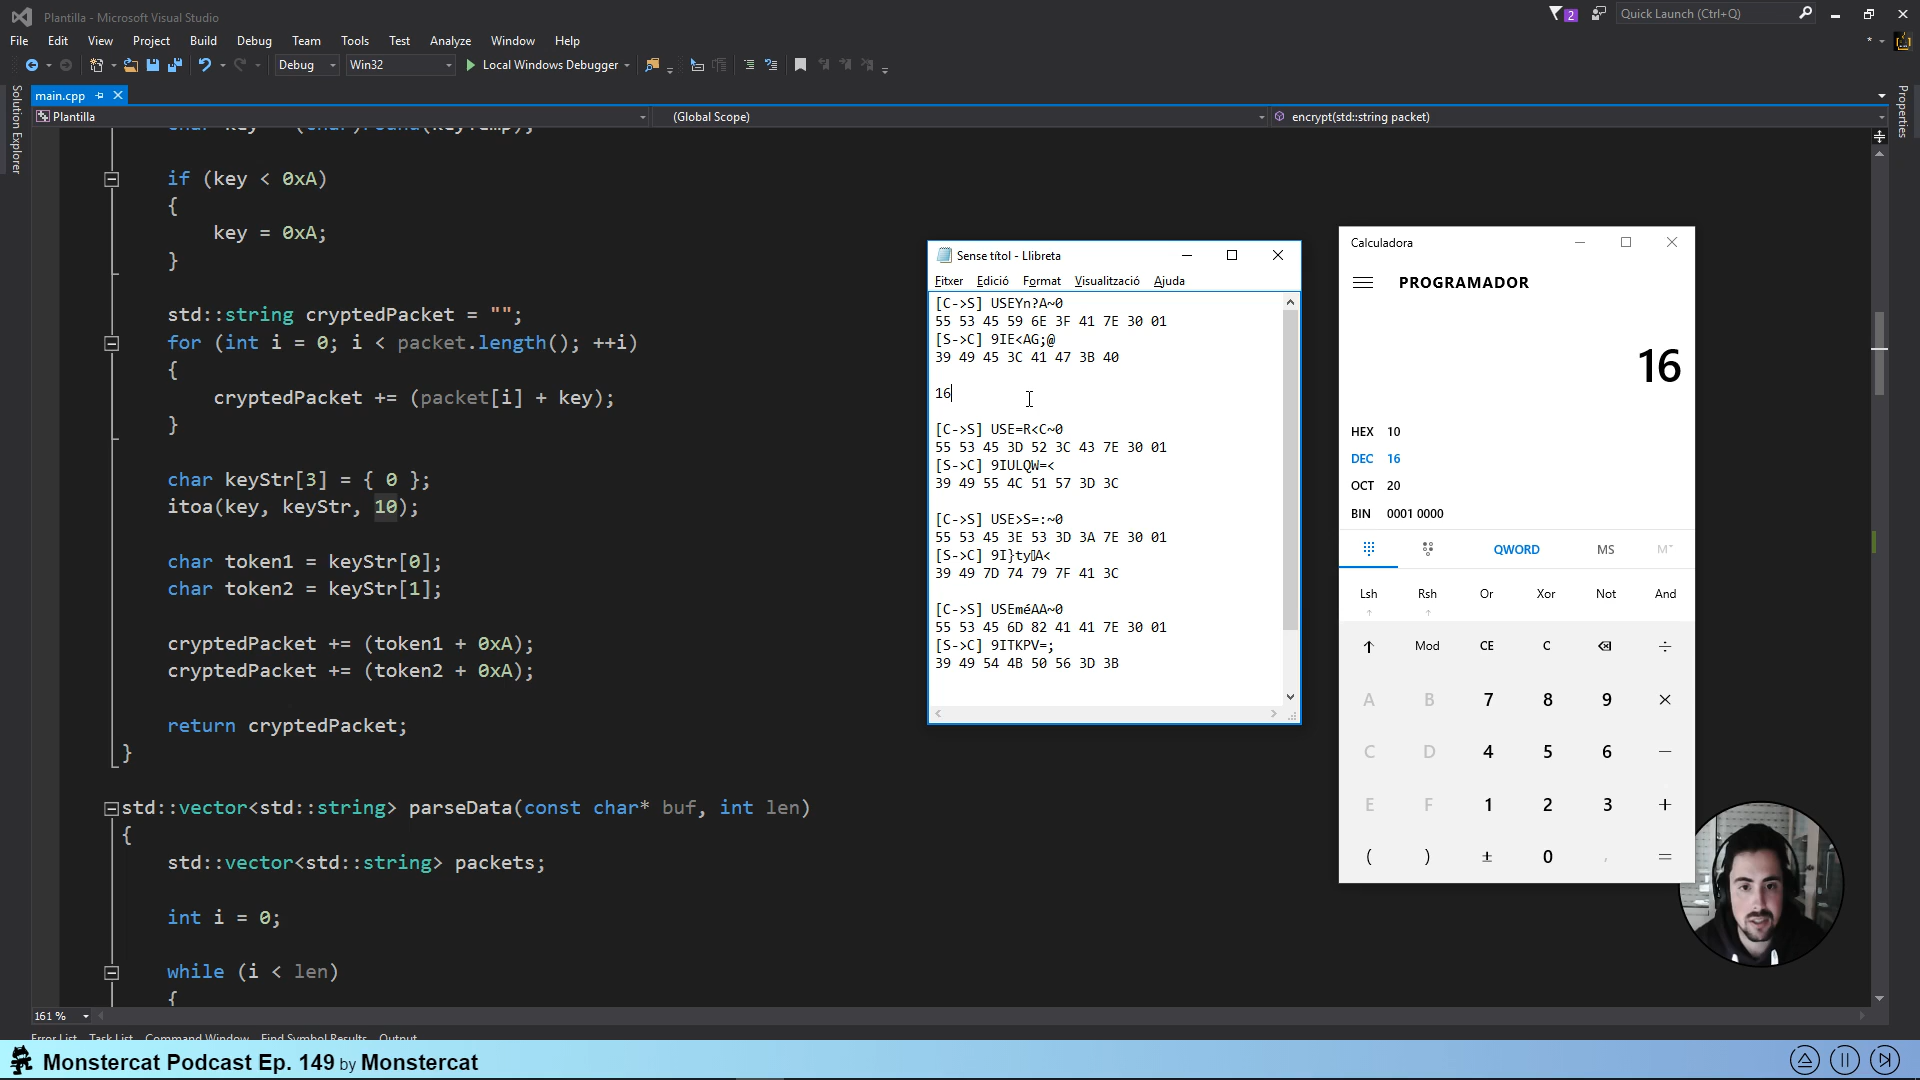 Plantilla - Microsoft Visual Studio
2
Quick Launch (Ctrl+Q)
File Edit View Project Build Debug Team Tools Test Analyze Window Help
Debug Win32 Local Windows Debugger
Solution Explorer
main.cpp
Properties
Plantilla (Global Scope) encrypt(std::string packet)
if (key < 0xA)
{
key = 0xA;
}
std::string cryptedPacket = "";
for (int i = 0; i < packet.length(); ++i)
{
cryptedPacket += (packet[i] + key);
}
char keyStr[3] = { 0 };
itoa(key, keyStr, 10);
char token1 = keyStr[0];
char token2 = keyStr[1];
cryptedPacket += (token1 + 0xA);
cryptedPacket += (token2 + 0xA);
return cryptedPacket;
}
std::vector<std::string> parseData(const char* buf, int len)
{
std::vector<std::string> packets;
int i = 0;
while (i < len)
{
161 %
Error List Task List Command Window Find Symbol Results Output
Sense títol - Llibreta
Fitxer Edició Format Visualització Ajuda
[C->S] USEYn?A~0
55 53 45 59 6E 3F 41 7E 30 01
[S->C] 9IE<AG;@
39 49 45 3C 41 47 3B 40
16
[C->S] USE=R<C~0
55 53 45 3D 52 3C 43 7E 30 01
[S->C] 9IULQW=<
39 49 55 4C 51 57 3D 3C
[C->S] USE>S=:~0
55 53 45 3E 53 3D 3A 7E 30 01
[S->C] 9I}ty▯A<
39 49 7D 74 79 7F 41 3C
[C->S] USEméAA~0
55 53 45 6D 82 41 41 7E 30 01
[S->C] 9ITKPV=;
39 49 54 4B 50 56 3D 3B
Calculadora
PROGRAMADOR
16
HEX 10
DEC 16
OCT 20
BIN 0001 0000
QWORD MS M
Lsh Rsh Or Xor Not And
↑ Mod CE C ⌫ ÷
A B 7 8 9 ×
C D 4 5 6 −
E F 1 2 3 +
( ) ± 0 , =
Monstercat Podcast Ep. 149 by Monstercat